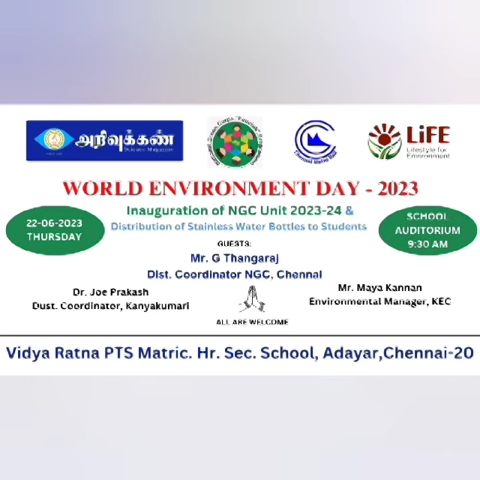 அறிவுக்கண்
LiFE
Lifestyle for
Environment
WORLD ENVIRONMENT DAY - 2023
22-06-2023
THURSDAY
Inauguration of NGC Unit 2023-24 &
Distribution of Stainless Water Bottles to Students
SCHOOL
AUDITORIUM
9:30 AM
GUESTS:
Mr. G Thangaraj
Dist. Coordinator NGC, Chennai
Dr. Joe Prakash
Dust. Coordinator, Kanyakumari
Mr. Maya Kannan
Environmental Manager, KEC
ALL ARE WELCOME
Vidya Ratna PTS Matric. Hr. Sec. School, Adayar,Chennai-20